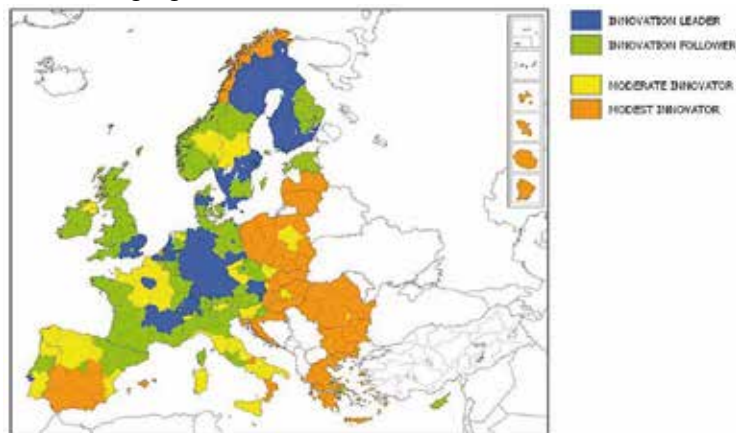 INNOVATION LEADER
INNOVATION FOLLOWER
MODERATE INNOVATOR
MODEST INNOVATOR